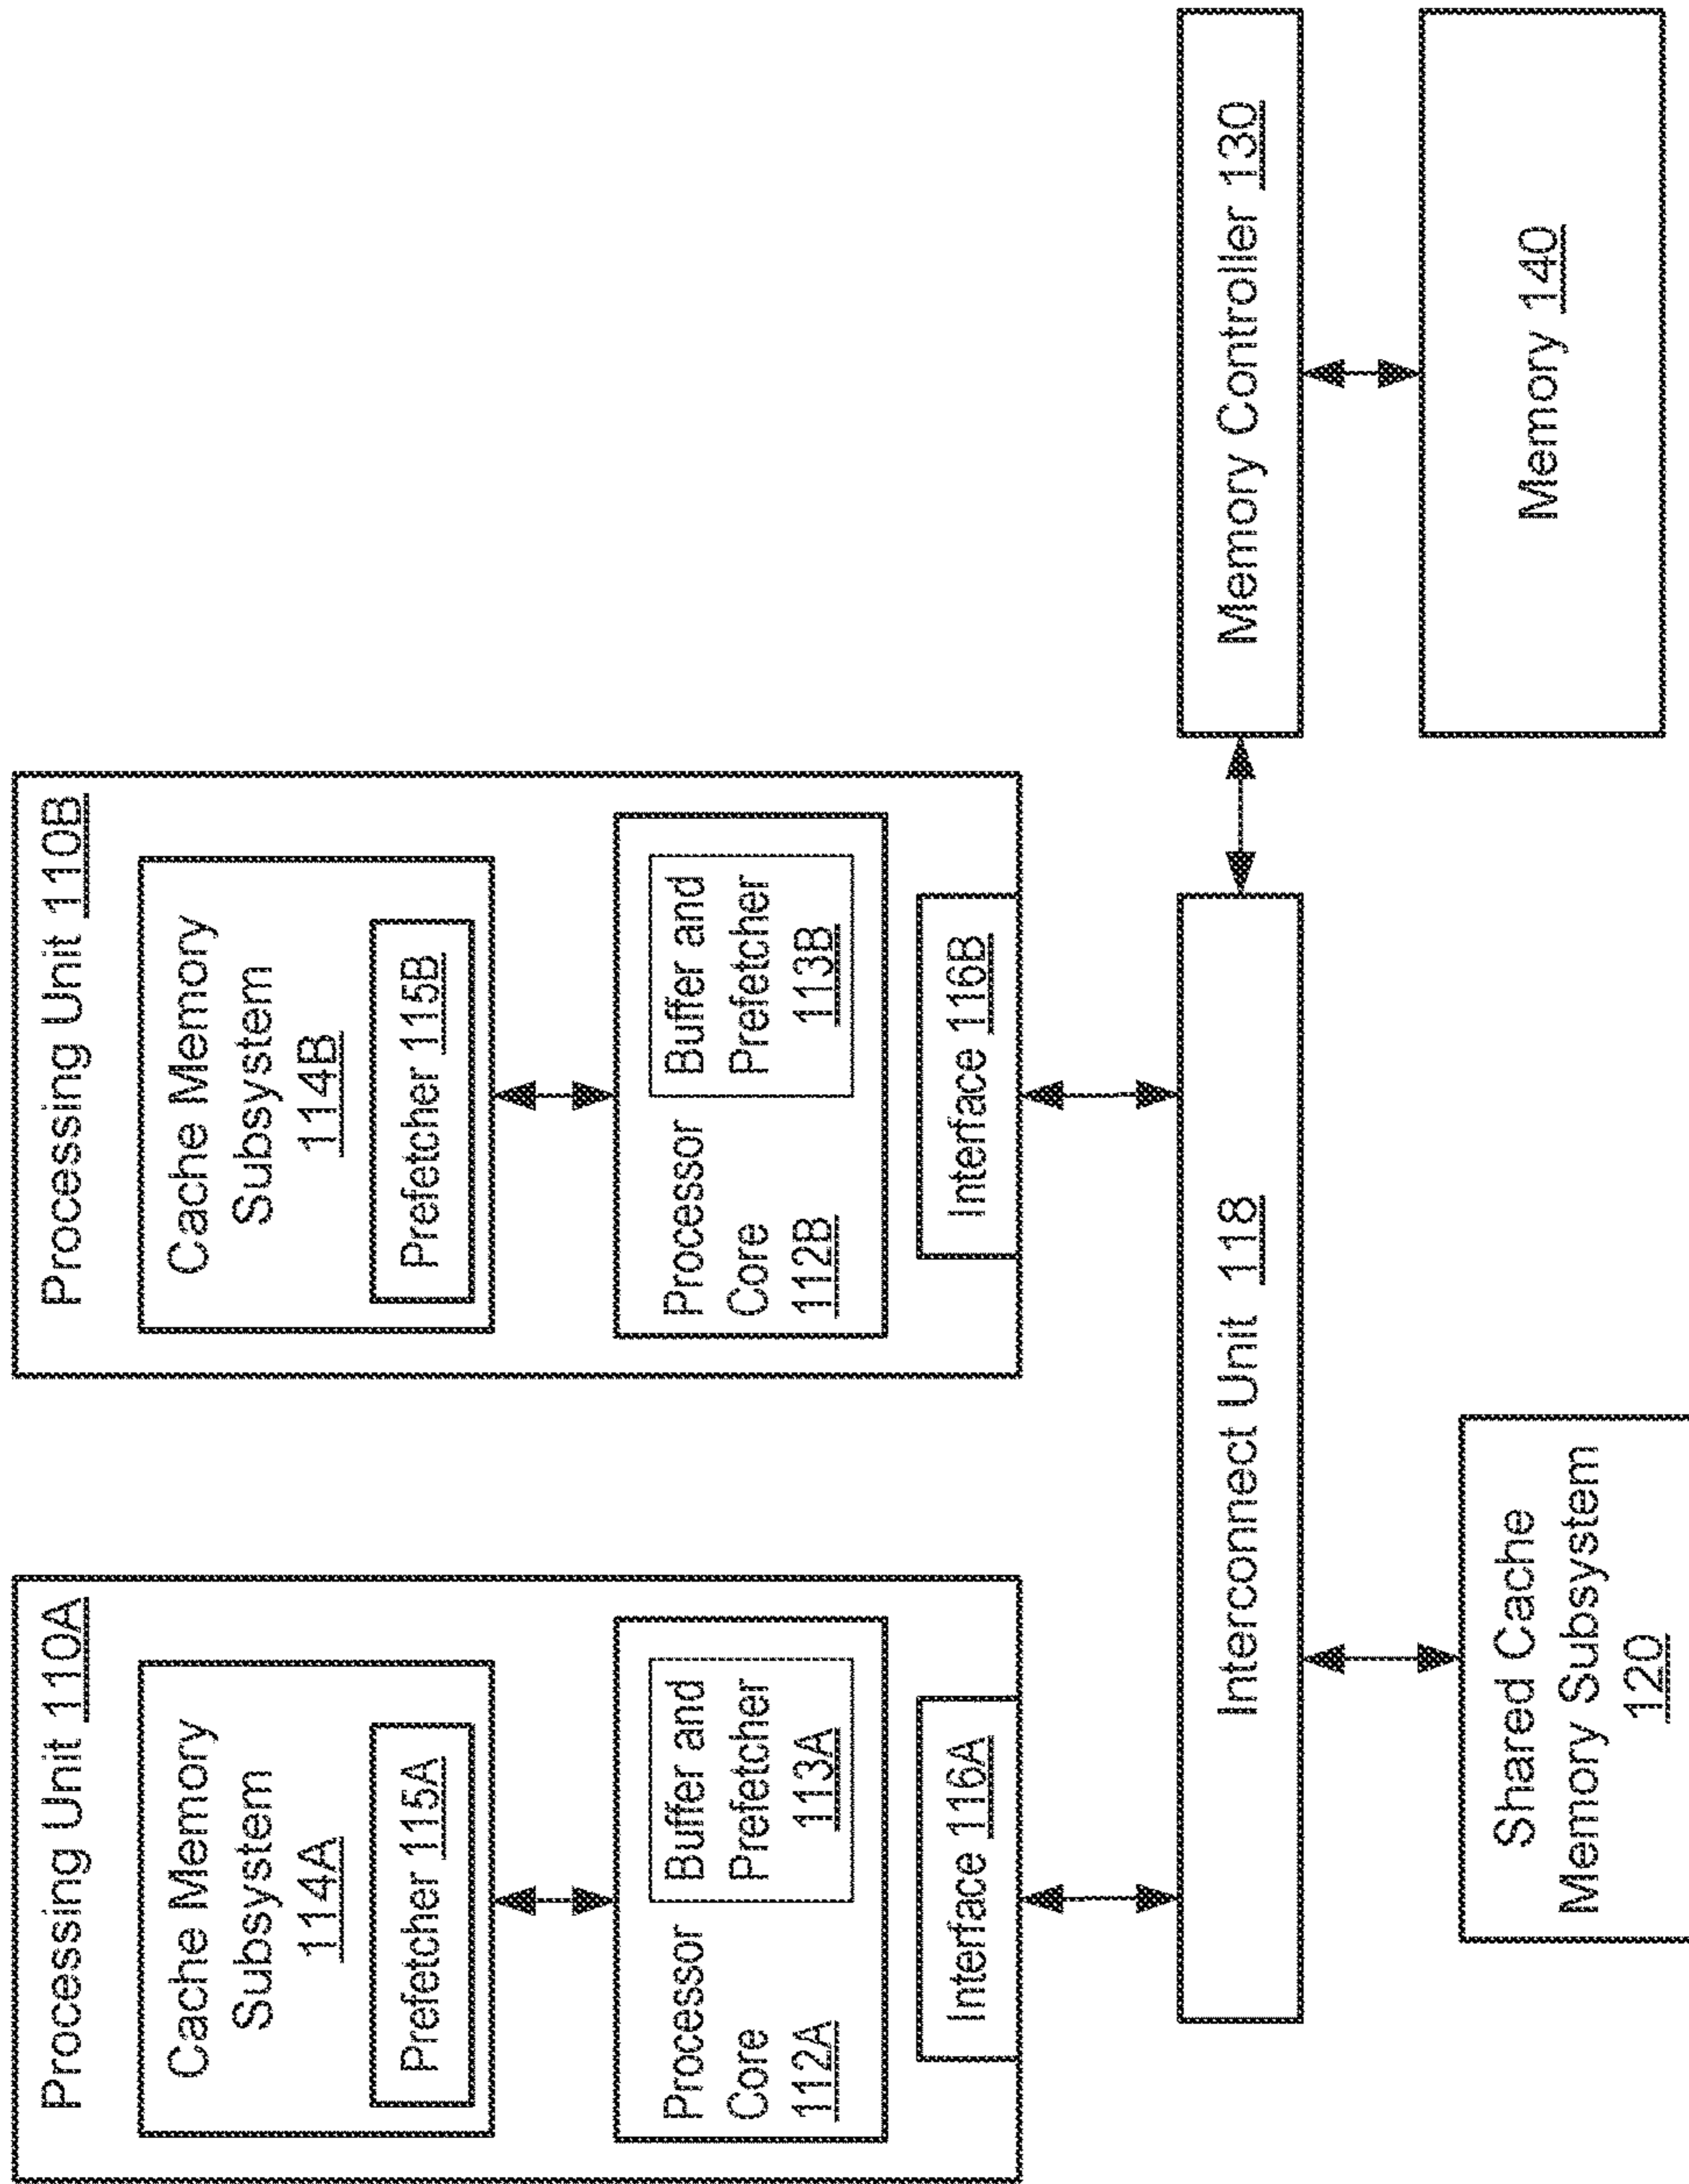 Processing Unit 110A
Cache Memory
Subsystem
114A
Prefetcher 115A
Processor
Core
112A
Buffer and
Prefetcher
113A
Interface 116A
Processing Unit 110B
Cache Memory
Subsystem
114B
Prefetcher 115B
Processor
Core
112B
Buffer and
Prefetcher
113B
Interface 116B
Interconnect Unit 118
Memory Controller 130
Shared Cache
Memory Subsystem
120
Memory 140